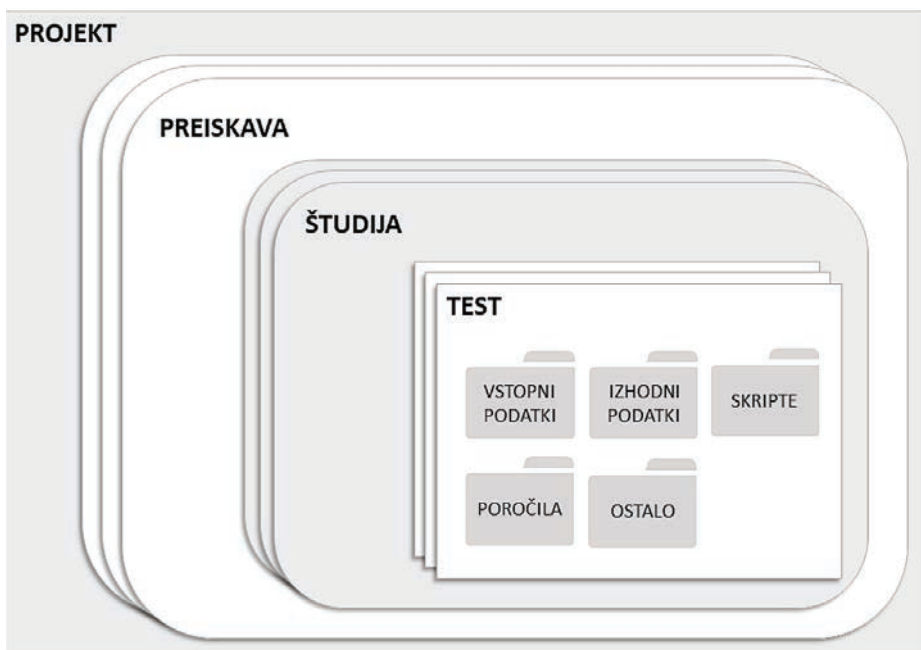 PROJEKT
PREISKAVA
ŠTUDIJA
TEST
VSTOPNI
PODATKI
IZHODNI
PODATKI
SKRIPTE
POROČILA
OSTALO